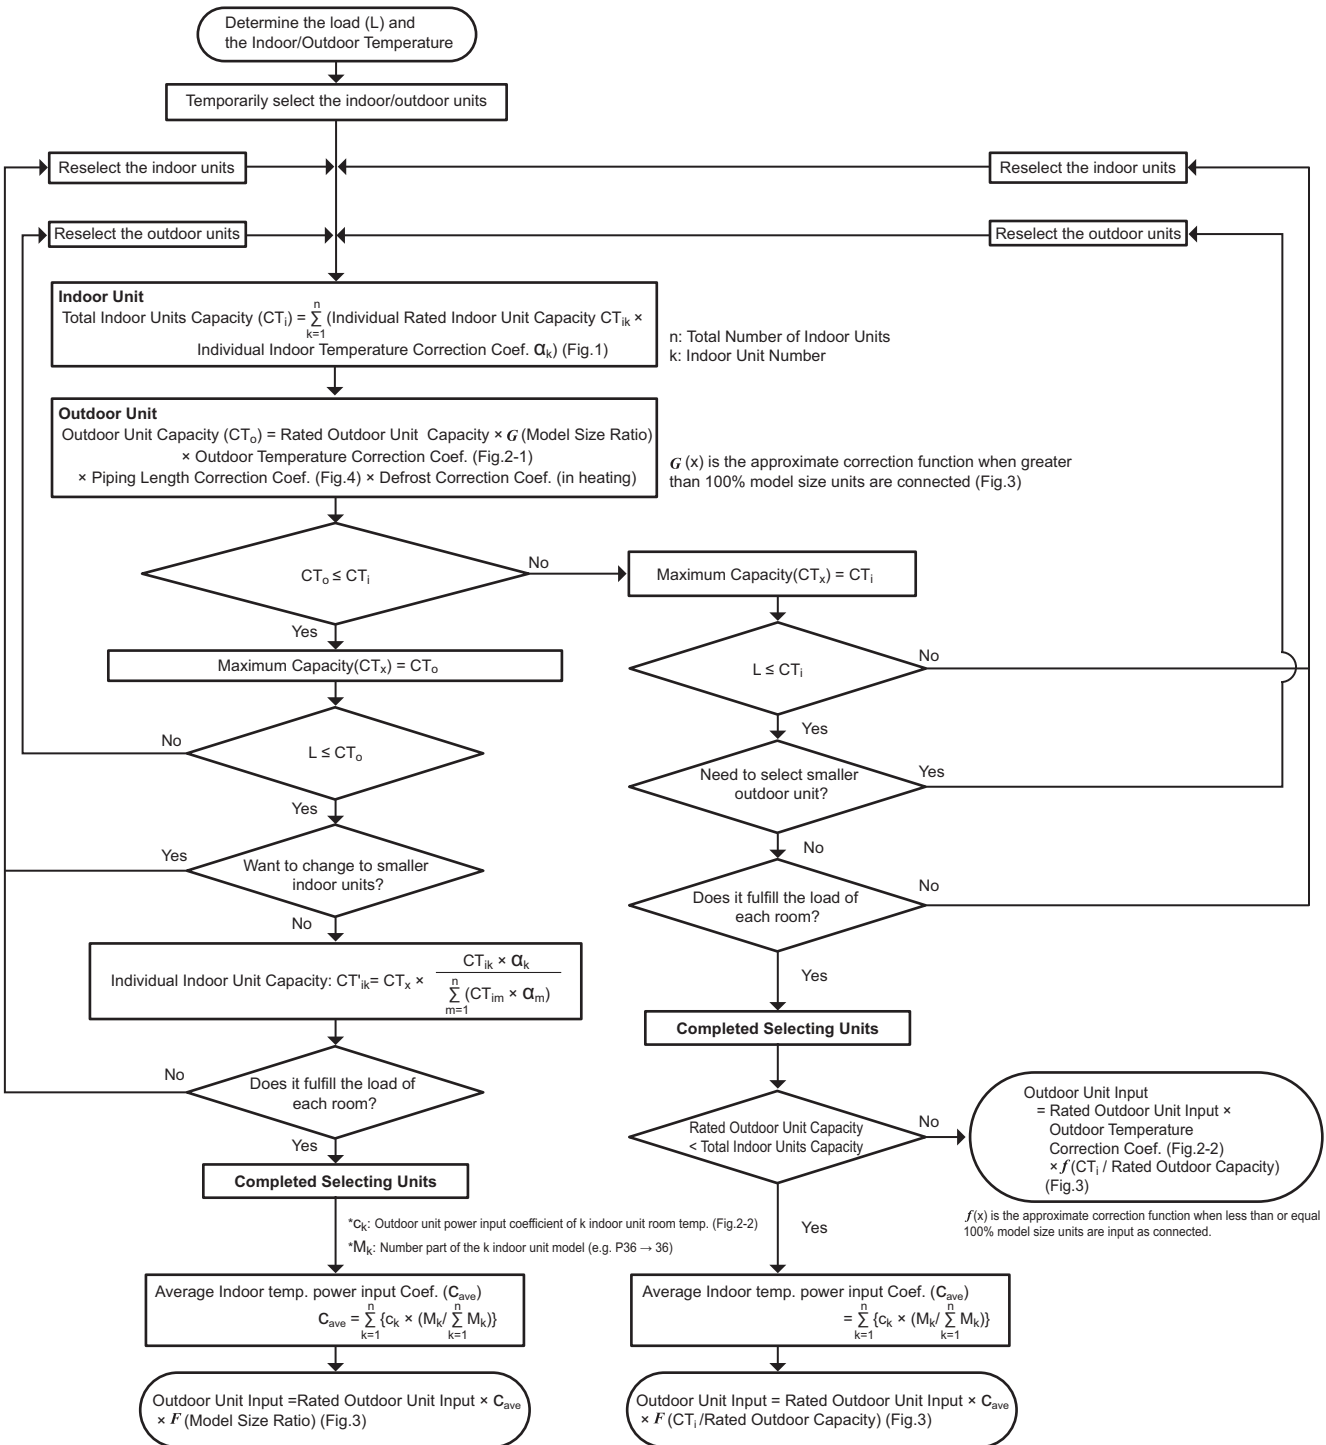 Determine the load (L) and
the Indoor/Outdoor Temperature
Temporarily select the indoor/outdoor units
Reselect the indoor units
Reselect the indoor units
Reselect the outdoor units
Reselect the outdoor units
Indoor Unit
Total Indoor Units Capacity (CTi) = n Σ k=1 (Individual Rated Indoor Unit Capacity CTik ×
Individual Indoor Temperature Correction Coef. αk) (Fig.1)
n: Total Number of Indoor Units
k: Indoor Unit Number
Outdoor Unit
Outdoor Unit Capacity (CTo) = Rated Outdoor Unit Capacity × G (Model Size Ratio)
× Outdoor Temperature Correction Coef. (Fig.2-1)
× Piping Length Correction Coef. (Fig.4) × Defrost Correction Coef. (in heating)
G (x) is the approximate correction function when greater
than 100% model size units are connected (Fig.3)
CTo ≤ CTi
No
Yes
Maximum Capacity(CTx) = CTi
Maximum Capacity(CTx) = CTo
L ≤ CTi
No
Yes
L ≤ CTo
No
Yes
Need to select smaller
outdoor unit?
Yes
No
Want to change to smaller
indoor units?
Yes
No
Does it fulfill the load of
each room?
No
Yes
Individual Indoor Unit Capacity: CT'ik= CTx × CTik × αk
n Σ m=1 (CTim × αm)
Completed Selecting Units
Does it fulfill the load of
each room?
No
Yes
Rated Outdoor Unit Capacity
< Total Indoor Units Capacity
No
Yes
Outdoor Unit Input
= Rated Outdoor Unit Input ×
Outdoor Temperature
Correction Coef. (Fig.2-2)
× f (CTi / Rated Outdoor Capacity)
(Fig.3)
f (x) is the approximate correction function when less than or equal
100% model size units are input as connected.
Completed Selecting Units
*ck: Outdoor unit power input coefficient of k indoor unit room temp. (Fig.2-2)
*Mk: Number part of the k indoor unit model (e.g. P36 → 36)
Average Indoor temp. power input Coef. (Cave)
Cave = n Σ k=1 {ck × (Mk/ n Σ k=1 Mk)}
Average Indoor temp. power input Coef. (Cave)
= n Σ k=1 {ck × (Mk/ n Σ k=1 Mk)}
Outdoor Unit Input =Rated Outdoor Unit Input × Cave
× F (Model Size Ratio) (Fig.3)
Outdoor Unit Input = Rated Outdoor Unit Input × Cave
× F (CTi /Rated Outdoor Capacity) (Fig.3)